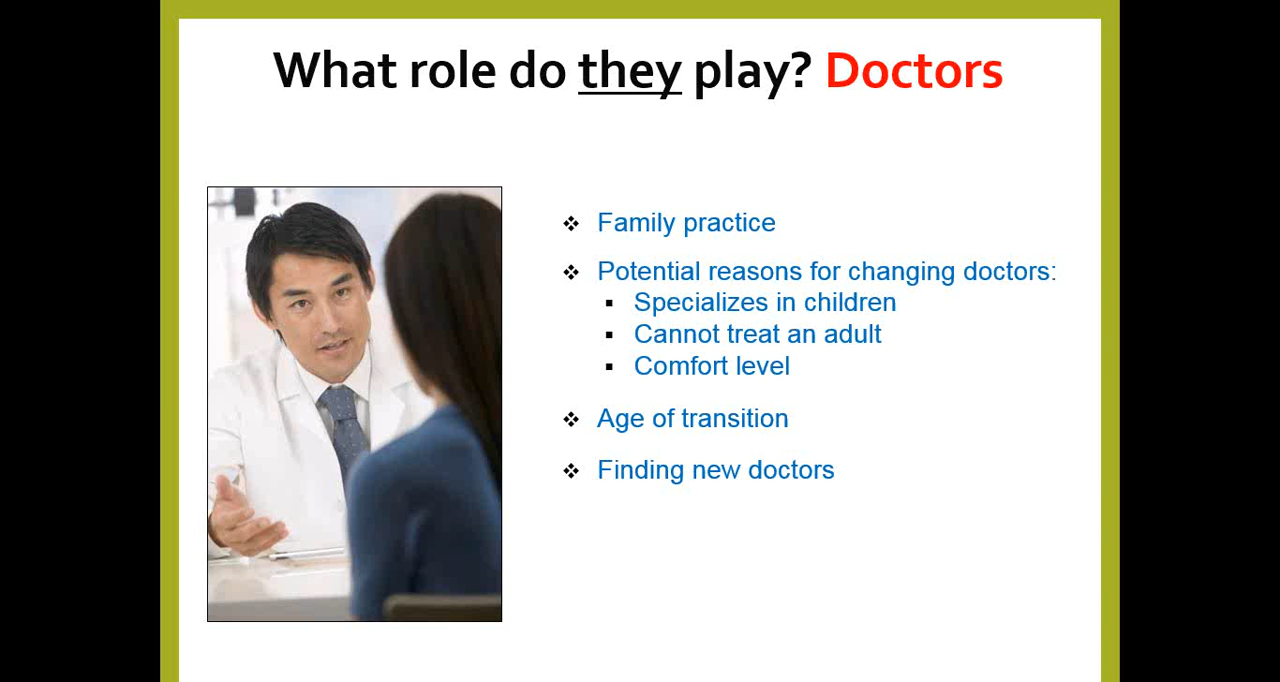 What role do they play? Doctors
❖ Family practice
❖ Potential reasons for changing doctors:
▪ Specializes in children
▪ Cannot treat an adult
▪ Comfort level
❖ Age of transition
❖ Finding new doctors